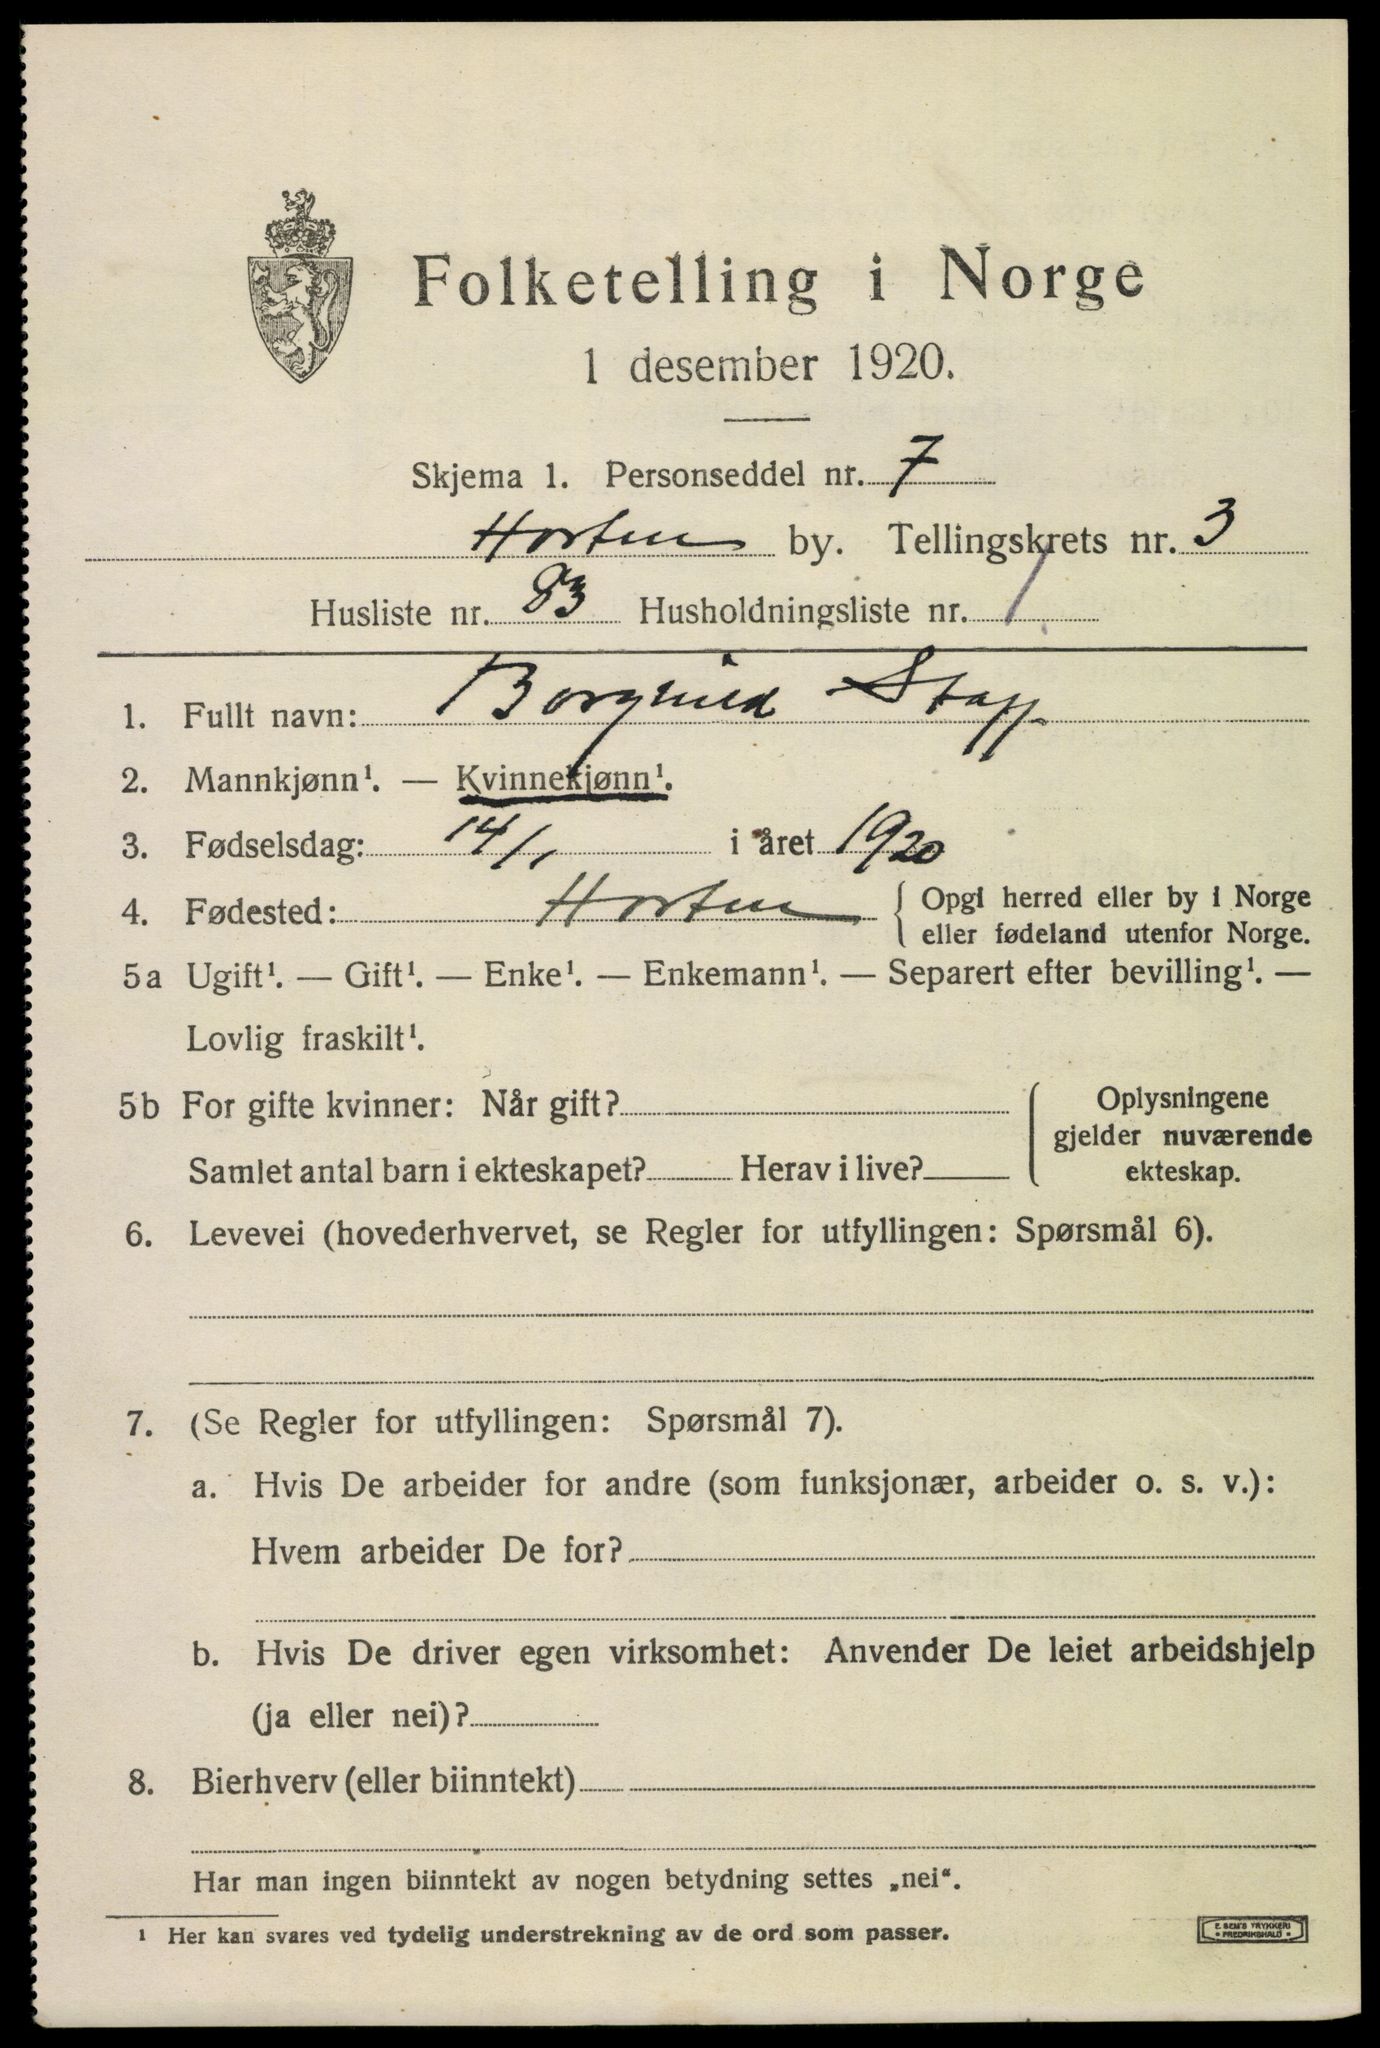 Folketelling i Norge
1 desember 1920.
Skjema 1. Personseddel nr. 7
Horten by. Tellingskrets nr. 3
Husliste nr. 83 Husholdningsliste nr. 1
1. Fullt navn: Borghild Stapp
2. Mannkjønn¹. — Kvinnekjønn¹.
3. Fødselsdag: 14/1 i året 1920
4. Fødested: Horten { Opgi herred eller by i Norge
eller fødeland utenfor Norge.
5a Ugift¹. — Gift¹. — Enke¹. — Enkemann¹. — Separert efter bevilling¹. —
Lovlig fraskilt¹.
5b For gifte kvinner: Når gift? { Oplysningene
gjelder nuværende
Samlet antal barn i ekteskapet? Herav i live? ekteskap.
6. Levevei (hovederhvervet, se Regler for utfyllingen: Spørsmål 6).
7. (Se Regler for utfyllingen: Spørsmål 7).
a. Hvis De arbeider for andre (som funksjonær, arbeider o. s. v.):
Hvem arbeider De for?
b. Hvis De driver egen virksomhet: Anvender De leiet arbeidshjelp
(ja eller nei)?
8. Bierhverv (eller biinntekt)
Har man ingen biinntekt av nogen betydning settes „nei“.
¹ Her kan svares ved tydelig understrekning av de ord som passer.
E. SEM'S TRYKKERI
• FREDRIKSHALD •